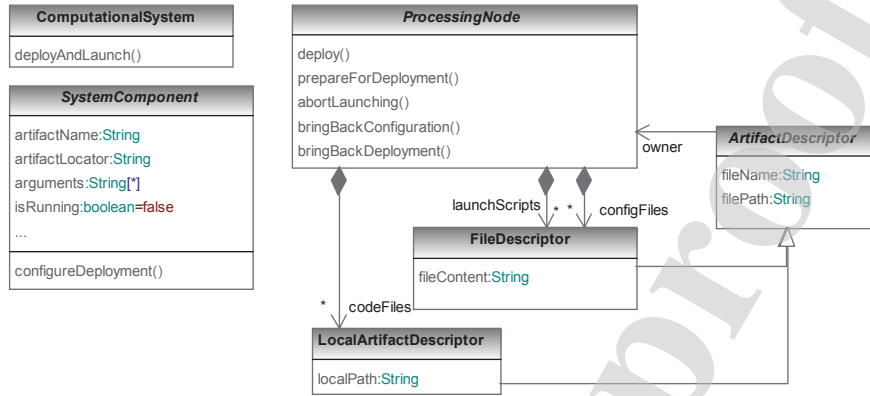 ComputationalSystem
deployAndLaunch()
SystemComponent
artifactName:String
artifactLocator:String
arguments:String[*]
isRunning:boolean=false
...
configureDeployment()
ProcessingNode
deploy()
prepareForDeployment()
abortLaunching()
bringBackConfiguration()
bringBackDeployment()
owner
ArtifactDescriptor
fileName:String
filePath:String
launchScripts * * configFiles
FileDescriptor
fileContent:String
* codeFiles
LocalArtifactDescriptor
localPath:String
proof